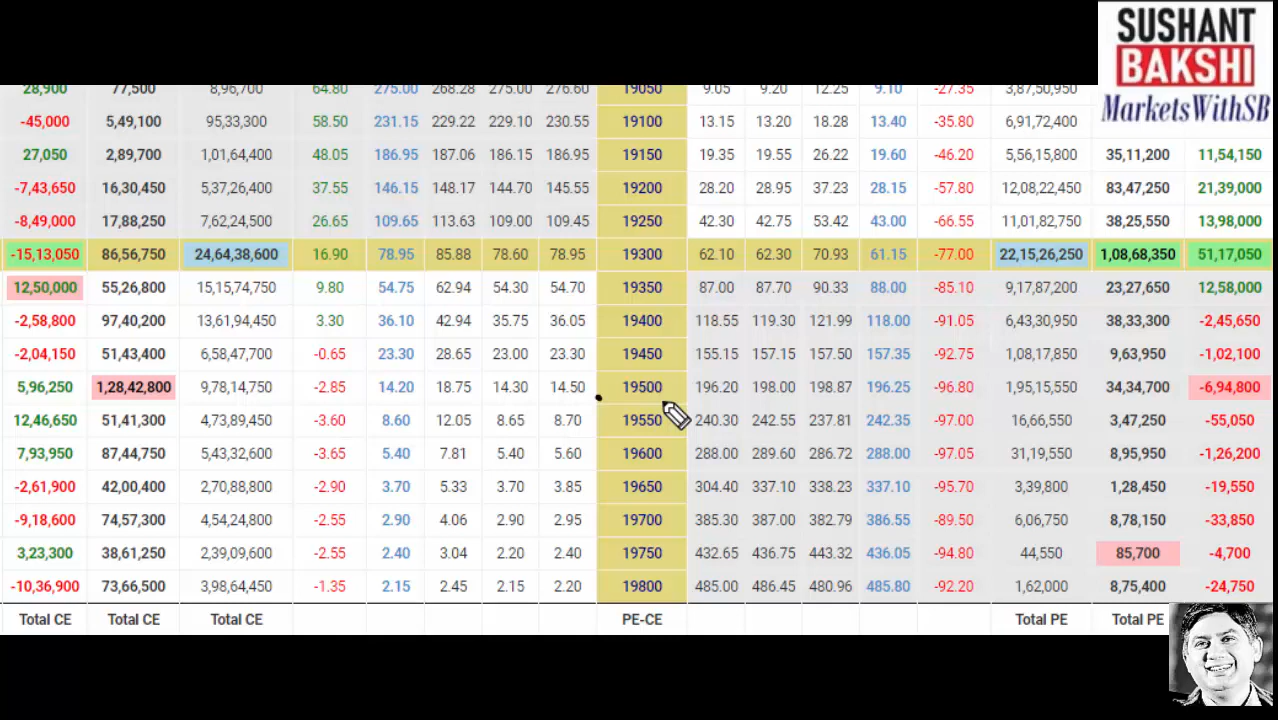 SUSHANT
BAKSHI
MarketsWithSB
28,900 77,500 8,96,700 64.80 275.00 268.28 275.00 276.60 19050 9.05 9.20 12.25 9.10 -27.35 3,87,50,950
-45,000 5,49,100 95,33,300 58.50 231.15 229.22 229.10 230.55 19100 13.15 13.20 18.28 13.40 -35.80 6,91,72,400
27,050 2,89,700 1,01,64,400 48.05 186.95 187.06 186.15 186.95 19150 19.35 19.55 26.22 19.60 -46.20 5,56,15,800 35,11,200 11,54,150
-7,43,650 16,30,450 5,37,26,400 37.55 146.15 148.17 144.70 145.55 19200 28.20 28.95 37.23 28.15 -57.80 12,08,22,450 83,47,250 21,39,000
-8,49,000 17,88,250 7,62,24,500 26.65 109.65 113.63 109.00 109.45 19250 42.30 42.75 53.42 43.00 -66.55 11,01,82,750 38,25,550 13,98,000
-15,13,050 86,56,750 24,64,38,600 16.90 78.95 85.88 78.60 78.95 19300 62.10 62.30 70.93 61.15 -77.00 22,15,26,250 1,08,68,350 51,17,050
12,50,000 55,26,800 15,15,74,750 9.80 54.75 62.94 54.30 54.70 19350 87.00 87.70 90.33 88.00 -85.10 9,17,87,200 23,27,650 12,58,000
-2,58,800 97,40,200 13,61,94,450 3.30 36.10 42.94 35.75 36.05 19400 118.55 119.30 121.99 118.00 -91.05 6,43,30,950 38,33,300 -2,45,650
-2,04,150 51,43,400 6,58,47,700 -0.65 23.30 28.65 23.00 23.30 19450 155.15 157.15 157.50 157.35 -92.75 1,08,17,850 9,63,950 -1,02,100
5,96,250 1,28,42,800 9,78,14,750 -2.85 14.20 18.75 14.30 14.50 19500 196.20 198.00 198.87 196.25 -96.80 1,95,15,550 34,34,700 -6,94,800
12,46,650 51,41,300 4,73,89,450 -3.60 8.60 12.05 8.65 8.70 19550 240.30 242.55 237.81 242.35 -97.00 16,66,550 3,47,250 -55,050
7,93,950 87,44,750 5,43,32,600 -3.65 5.40 7.81 5.40 5.60 19600 288.00 289.60 286.72 288.00 -97.05 31,19,550 8,95,950 -1,26,200
-2,61,900 42,00,400 2,70,88,800 -2.90 3.70 5.33 3.70 3.85 19650 304.40 337.10 338.23 337.10 -95.70 3,39,800 1,28,450 -19,550
-9,18,600 74,57,300 4,54,24,800 -2.55 2.90 4.06 2.90 2.95 19700 385.30 387.00 382.79 386.55 -89.50 6,06,750 8,78,150 -33,850
3,23,300 38,61,250 2,39,09,600 -2.55 2.40 3.04 2.20 2.40 19750 432.65 436.75 443.32 436.05 -94.80 44,550 85,700 -4,700
-10,36,900 73,66,500 3,98,64,450 -1.35 2.15 2.45 2.15 2.20 19800 485.00 486.45 480.96 485.80 -92.20 1,62,000 8,75,400 -24,750
Total CE Total CE Total CE PE-CE Total PE Total PE